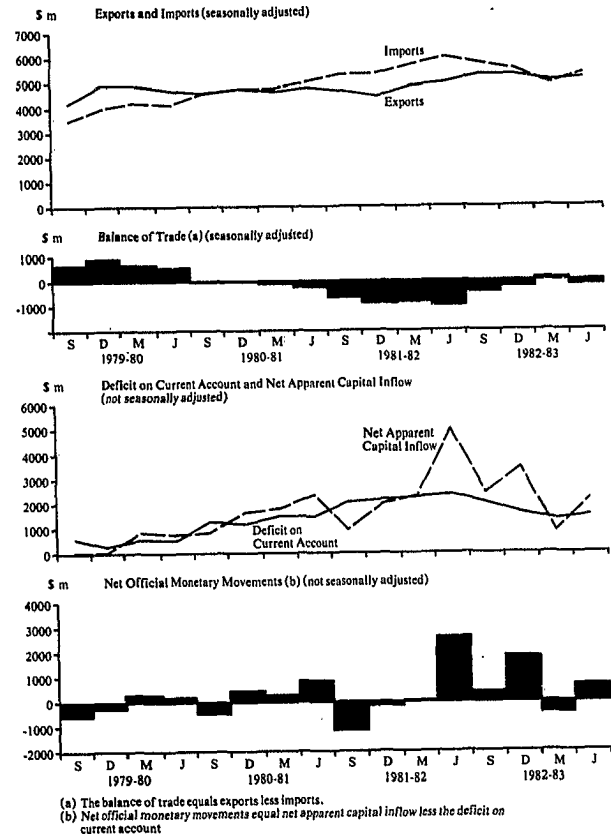 Exports and Imports (seasonally adjusted)
$ m
7000
6000
5000
4000
3000
2000
1000
0
Imports
Exports
$ m
Balance of Trade (a) (seasonally adjusted)
1000
0
-1000
S D M J S D M J S D M J S D M J
1979-80 1980-81 1981-82 1982-83
$ m
Deficit on Current Account and Net Apparent Capital Inflow
(not seasonally adjusted)
6000
5000
4000
3000
2000
1000
0
Net Apparent
Capital Inflow
Deficit on
Current Account
$ m
Net Official Monetary Movements (b) (not seasonally adjusted)
4000
3000
2000
1000
0
-1000
-2000
S D M J S D M J S D M J S D M J
1979-80 1980-81 1981-82 1982-83
(a) The balance of trade equals exports less imports.
(b) Net official monetary movements equal net apparent capital inflow less the deficit on
current account